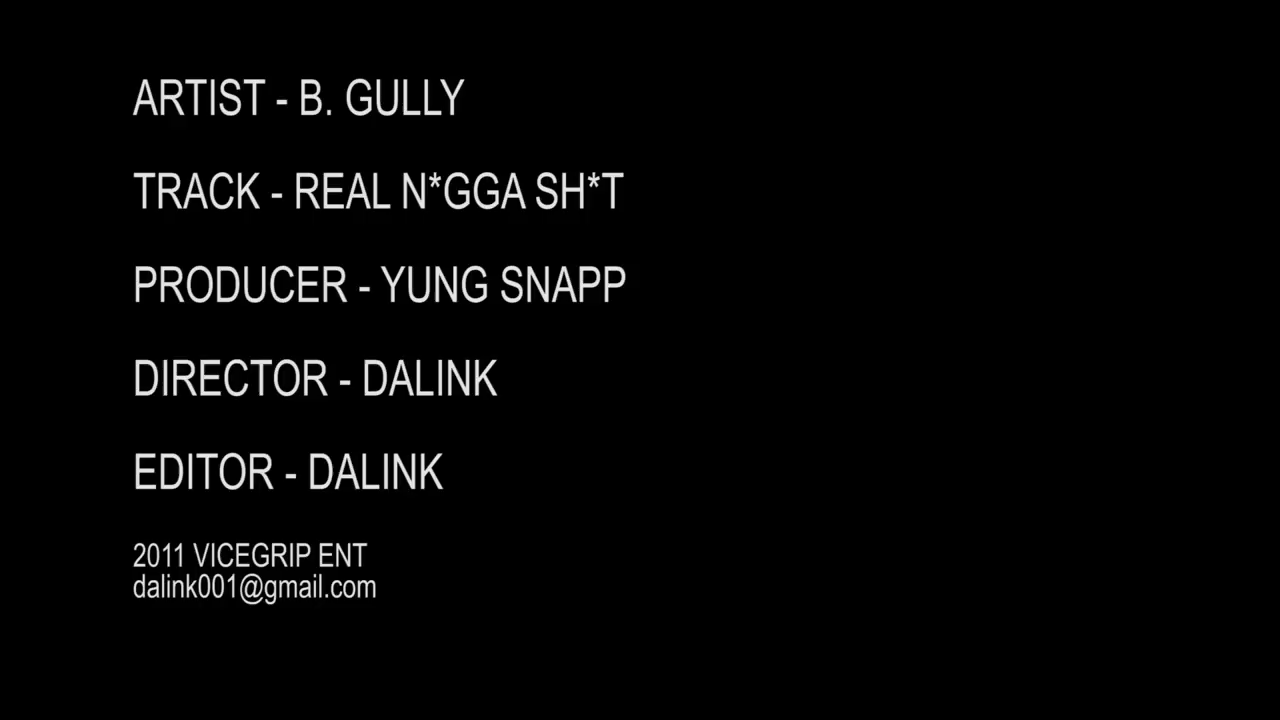 ARTIST - B. GULLY
TRACK - REAL N*GGA SH*T
PRODUCER - YUNG SNAPP
DIRECTOR - DALINK
EDITOR - DALINK
2011 VICEGRIP ENT
dalink001@gmail.com